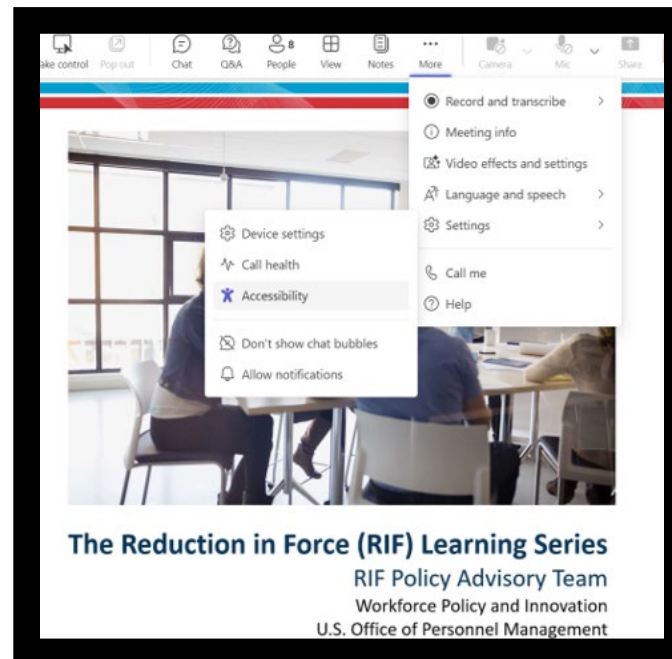 ake control Pop out Chat Q&A 8 People View Notes More Camera Mic Share
Record and transcribe
Meeting info
Video effects and settings
Language and speech
Settings
Call me
Help
Device settings
Call health
Accessibility
Don't show chat bubbles
Allow notifications
The Reduction in Force (RIF) Learning Series
RIF Policy Advisory Team
Workforce Policy and Innovation
U.S. Office of Personnel Management